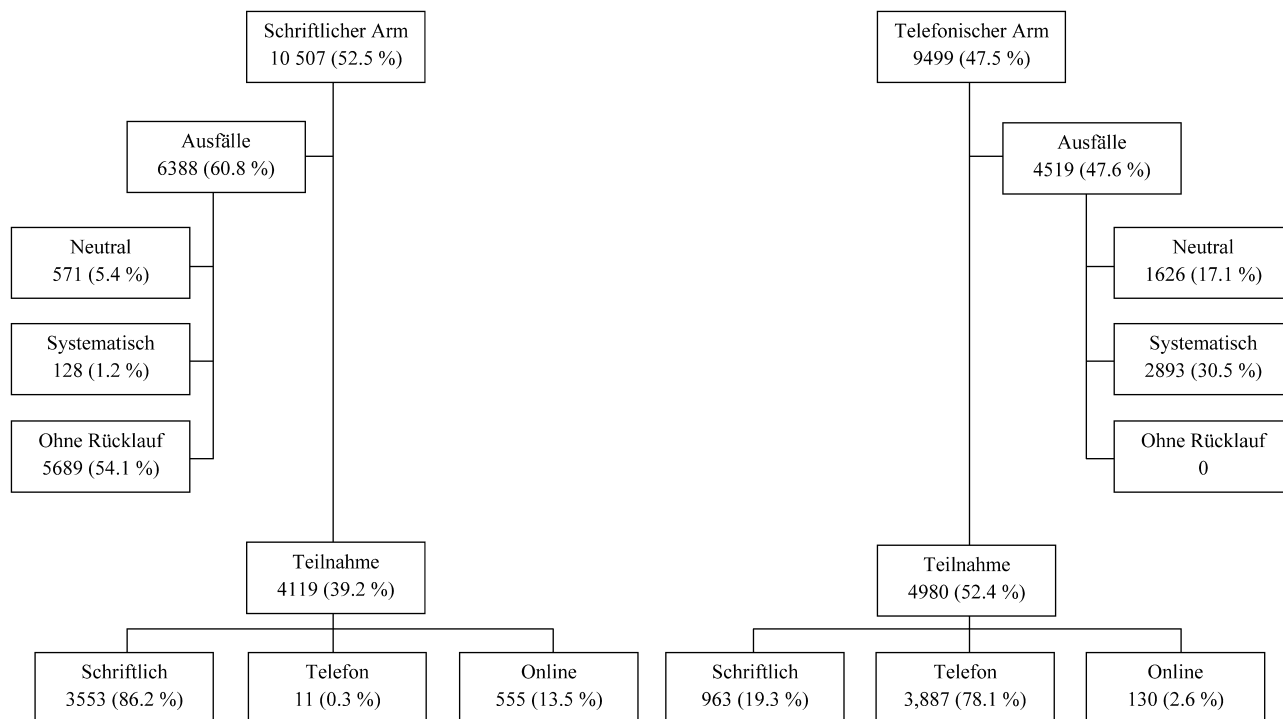 Schriftlicher Arm
10 507 (52.5 %)
Telefonischer Arm
9499 (47.5 %)
Ausfälle
6388 (60.8 %)
Ausfälle
4519 (47.6 %)
Neutral
571 (5.4 %)
Neutral
1626 (17.1 %)
Systematisch
128 (1.2 %)
Systematisch
2893 (30.5 %)
Ohne Rücklauf
5689 (54.1 %)
Ohne Rücklauf
0
Teilnahme
4119 (39.2 %)
Teilnahme
4980 (52.4 %)
Schriftlich
3553 (86.2 %)
Telefon
11 (0.3 %)
Online
555 (13.5 %)
Schriftlich
963 (19.3 %)
Telefon
3,887 (78.1 %)
Online
130 (2.6 %)